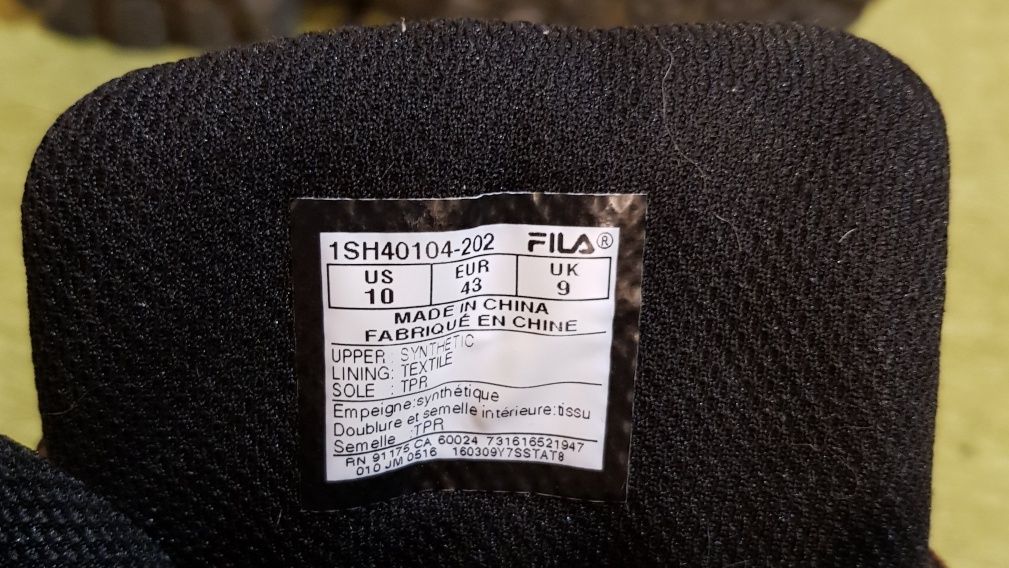 1SH40104-202 FILA®
US EUR UK
10 43 9
MADE IN CHINA
FABRIQUÉ EN CHINE
UPPER : SYNTHETIC
LINING: TEXTILE
SOLE : TPR
Empeigne:synthétique
Doublure et semelle intérieure:tissu
Semelle :TPR
RN 91175 CA 60024 731616521947
010 JM 0516 160309Y7SSTAT8